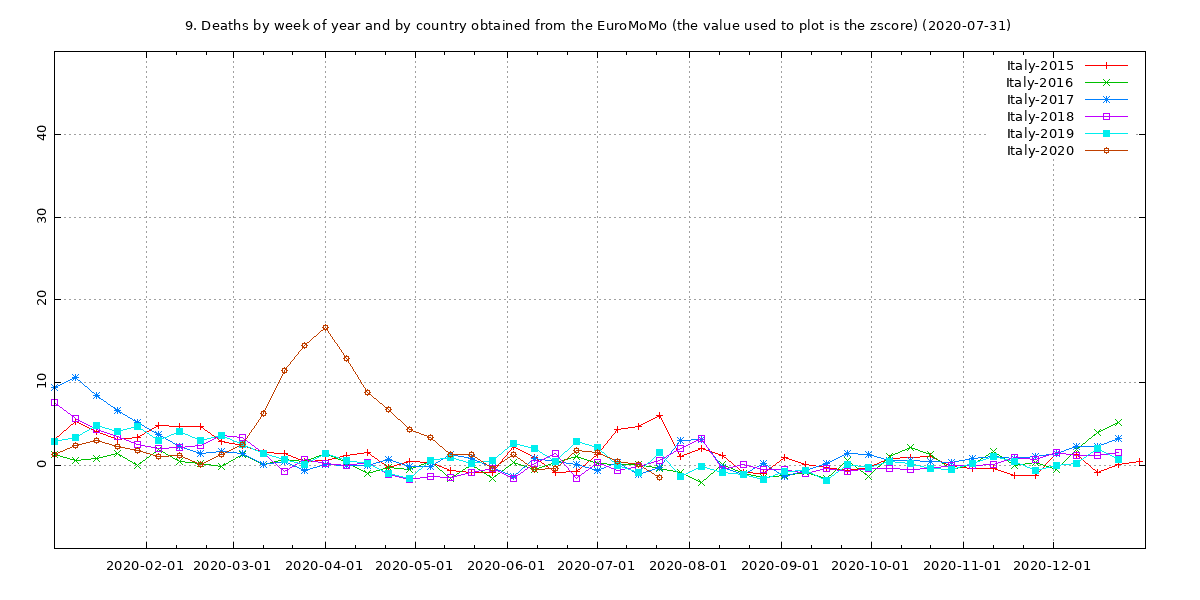 9. Deaths by week of year and by country obtained from the EuroMoMo (the value used to plot is the zscore) (2020-07-31)
Italy-2015
Italy-2016
Italy-2017
Italy-2018
Italy-2019
Italy-2020
40
30
20
10
0
2020-02-01 2020-03-01 2020-04-01 2020-05-01 2020-06-01 2020-07-01 2020-08-01 2020-09-01 2020-10-01 2020-11-01 2020-12-01